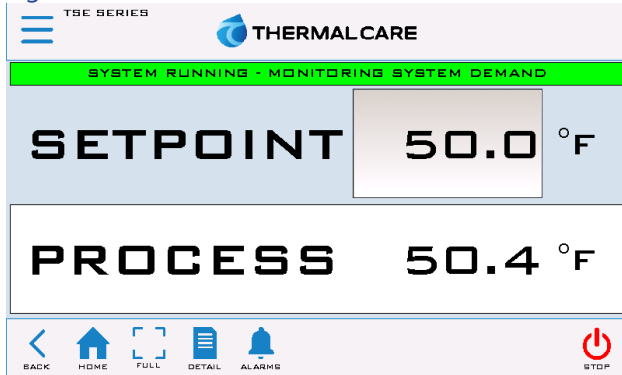 TSE SERIES
THERMALCARE
SYSTEM RUNNING - MONITORING SYSTEM DEMAND
SETPOINT 50.0 °F
PROCESS 50.4 °F
BACK HOME FULL DETAIL ALARMS STOP